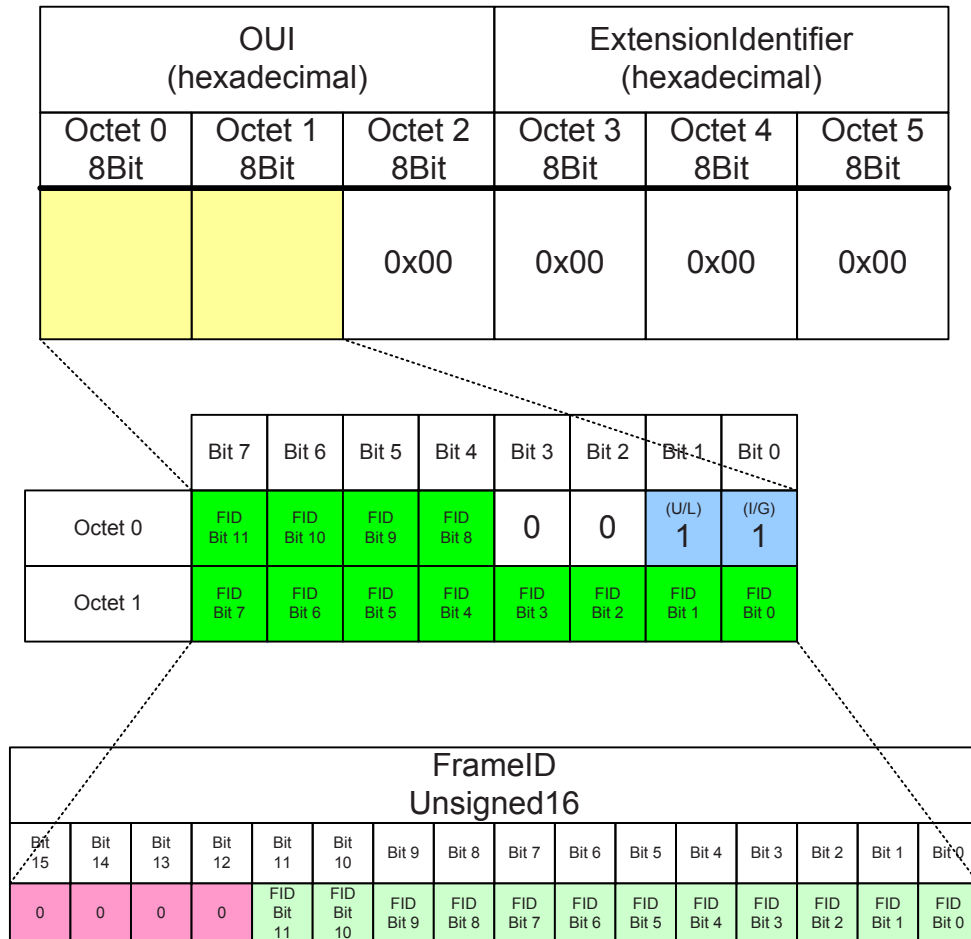 OUI
(hexadecimal)
ExtensionIdentifier
(hexadecimal)
Octet 0
8Bit
Octet 1
8Bit
Octet 2
8Bit
Octet 3
8Bit
Octet 4
8Bit
Octet 5
8Bit
0x00
0x00
0x00
0x00
Bit 7
Bit 6
Bit 5
Bit 4
Bit 3
Bit 2
Bit 1
Bit 0
Octet 0
FID
Bit 11
FID
Bit 10
FID
Bit 9
FID
Bit 8
0
0
(U/L)
1
(I/G)
1
Octet 1
FID
Bit 7
FID
Bit 6
FID
Bit 5
FID
Bit 4
FID
Bit 3
FID
Bit 2
FID
Bit 1
FID
Bit 0
FrameID
Unsigned16
Bit
15
Bit
14
Bit
13
Bit
12
Bit
11
Bit
10
Bit 9
Bit 8
Bit 7
Bit 6
Bit 5
Bit 4
Bit 3
Bit 2
Bit 1
Bit 0
0
0
0
0
FID
Bit
11
FID
Bit
10
FID
Bit 9
FID
Bit 8
FID
Bit 7
FID
Bit 6
FID
Bit 5
FID
Bit 4
FID
Bit 3
FID
Bit 2
FID
Bit 1
FID
Bit 0